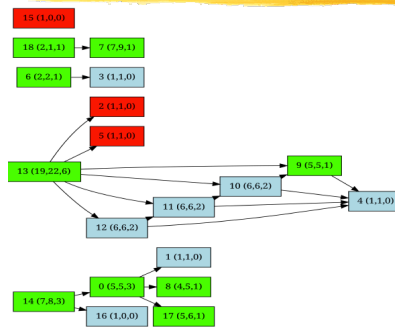 15 (1,0,0)
18 (2,1,1) 7 (7,9,1)
6 (2,2,1) 3 (1,1,0)
2 (1,1,0)
5 (1,1,0)
13 (19,22,6) 9 (5,5,1)
10 (6,6,2)
11 (6,6,2) 4 (1,1,0)
12 (6,6,2)
1 (1,1,0)
0 (5,5,3) 8 (4,5,1)
14 (7,8,3)
16 (1,0,0) 17 (5,6,1)